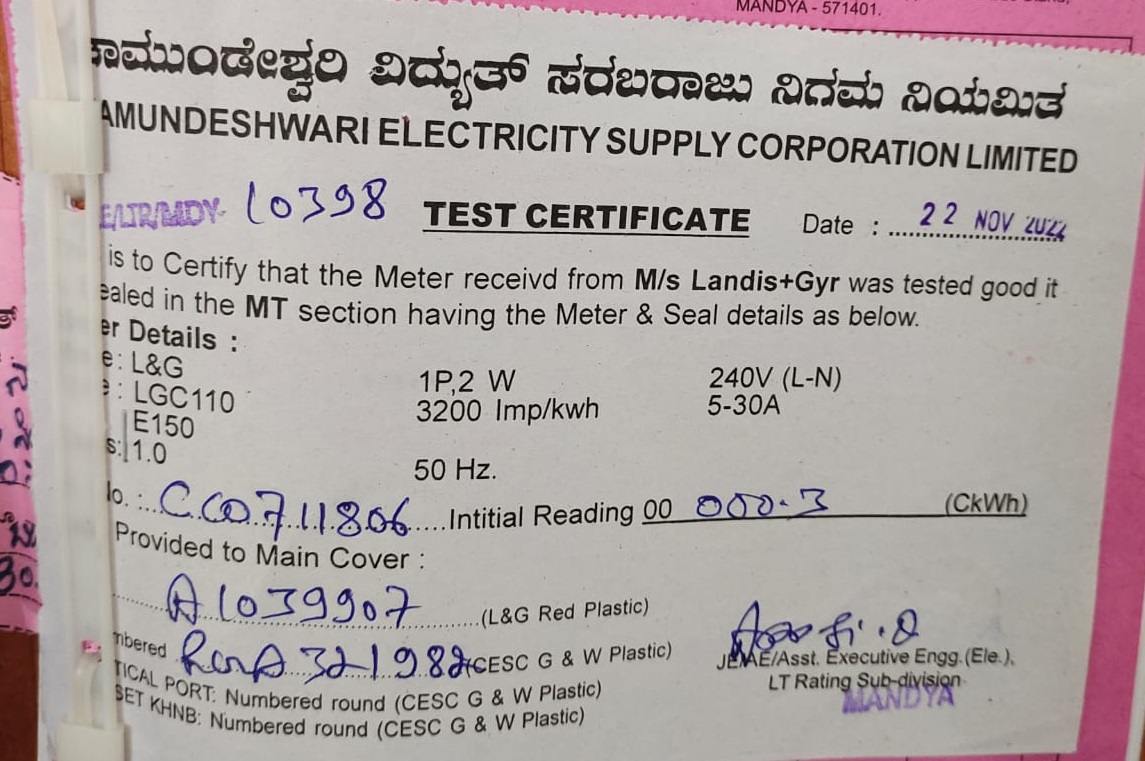 MANDYA - 571401.
ಾಮುಂಡೇಶ್ವರಿ ವಿದ್ಯುತ್ ಸರಬರಾಜು ನಿಗಮ ನಿಯಮಿತ
AMUNDESHWARI ELECTRICITY SUPPLY CORPORATION LIMITED
E/LTR/MDY- 10398 TEST CERTIFICATE Date : 22 NOV 2022
is to Certify that the Meter receivd from M/s Landis+Gyr was tested good it
ealed in the MT section having the Meter & Seal details as below.
er Details :
e : L&G 1P,2 W 240V (L-N)
: LGC110 3200 Imp/kwh 5-30A
E150
s: 1.0 50 Hz.
lo. : CC0711806 Intitial Reading 00 000.3 (CkWh)
Provided to Main Cover :
A1039907 (L&G Red Plastic)
mbered 321982 (CESC G & W Plastic)
TICAL PORT: Numbered round (CESC G & W Plastic)
SET KHNB: Numbered round (CESC G & W Plastic)
JE/AE/Asst. Executive Engg.(Ele.),
LT Rating Sub-division
MANDYA